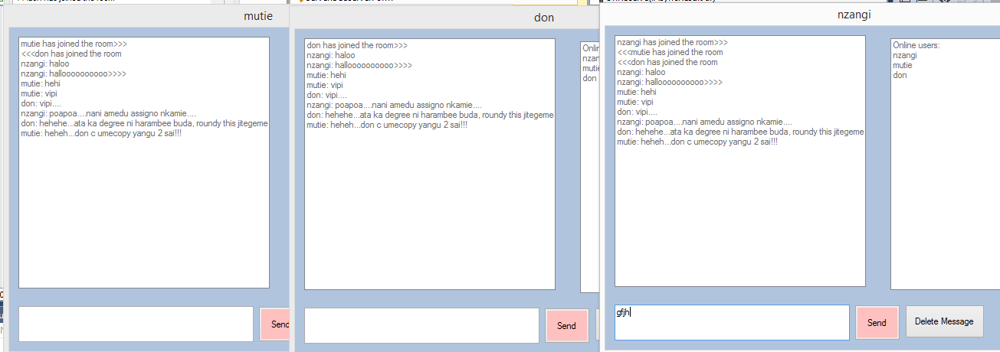 mutie
mutie has joined the room>>>
<<<don has joined the room
nzangi: haloo
nzangi: halloooooooooo>>>>
mutie: hehi
mutie: vipi
don: vipi....
nzangi: poapoa....nani amedu assigno nkamie....
don: hehehe...ata ka degree ni harambee buda, roundy this jitegeme
mutie: heheh...don c umecopy yangu 2 sai!!!
Send
don
don has joined the room>>>
nzangi: haloo
nzangi: halloooooooooo>>>>
mutie: hehi
mutie: vipi
don: vipi....
nzangi: poapoa....nani amedu assigno nkamie....
don: hehehe...ata ka degree ni harambee buda, roundy this jitegeme
mutie: heheh...don c umecopy yangu 2 sai!!!
Onlin
nzan
mutie
don
Send
nzangi
nzangi has joined the room>>>
<<<mutie has joined the room
<<<don has joined the room
nzangi: haloo
nzangi: halloooooooooo>>>>
mutie: hehi
mutie: vipi
don: vipi....
nzangi: poapoa....nani amedu assigno nkamie....
don: hehehe...ata ka degree ni harambee buda, roundy this jitegeme
mutie: heheh...don c umecopy yangu 2 sai!!!
Online users:
nzangi
mutie
don
gfjh
Send
Delete Message